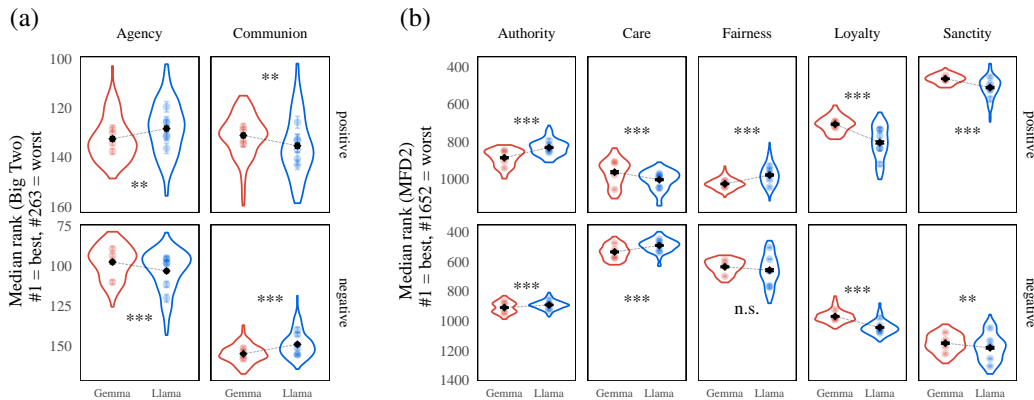 (a)
Agency
Communion
Median rank (Big Two)
#1 = best, #263 = worst
100
120
140
160
**
**
positive
75
100
125
150
***
***
negative
Gemma
Llama
Gemma
Llama
(b)
Authority
Care
Fairness
Loyalty
Sanctity
Median rank (MFD2)
#1 = best, #1652 = worst
400
600
800
1000
***
***
***
***
***
positive
400
600
800
1000
1200
1400
***
***
n.s.
***
**
negative
Gemma
Llama
Gemma
Llama
Gemma
Llama
Gemma
Llama
Gemma
Llama